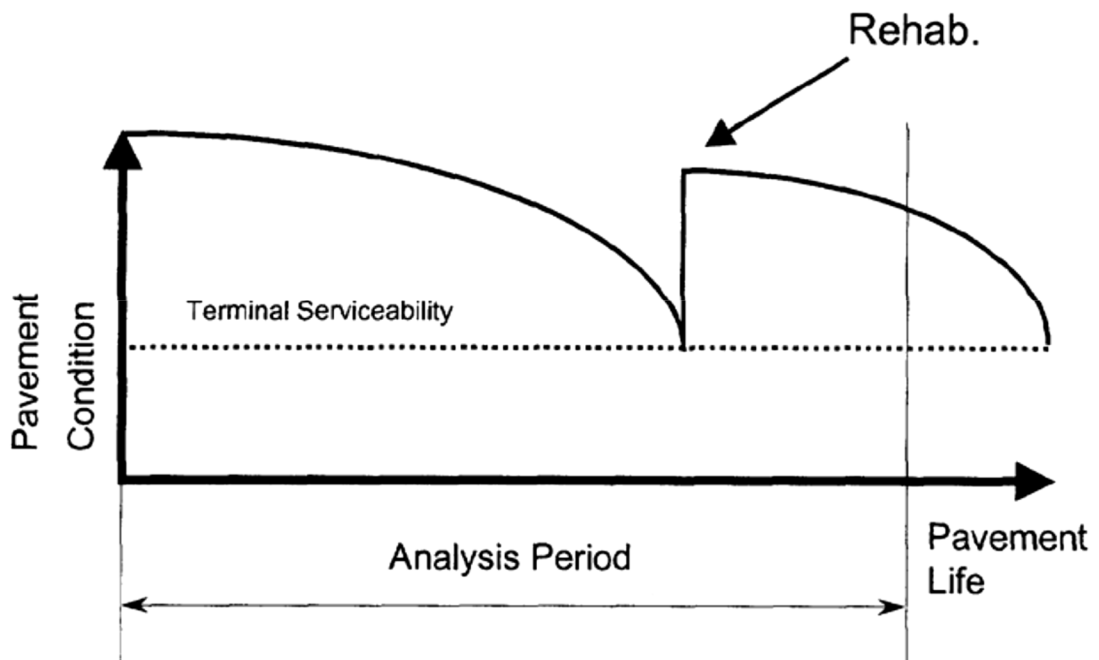 Rehab.
Terminal Serviceability
Pavement
Condition
Analysis Period
Pavement
Life